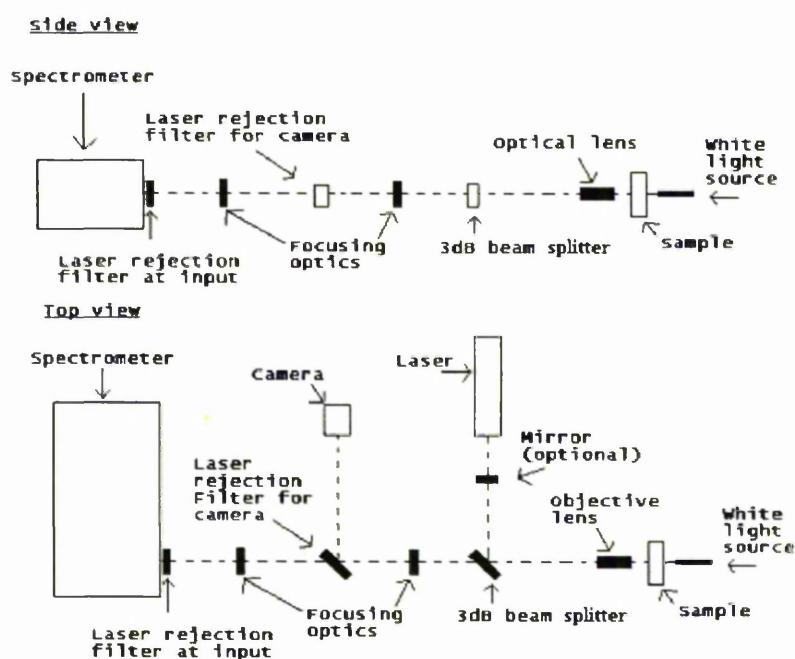 Side view
Spectrometer
Laser rejection
filter for camera
Optical lens
White
light
source
Laser rejection
filter at input
Focusing
optics
3dB beam splitter
Sample
Top view
Spectrometer
Camera
Laser
Mirror
(optional)
Laser
rejection
Filter for
camera
Objective
lens
White
light
source
Laser rejection
filter at input
Focusing
optics
3dB beam splitter
Sample